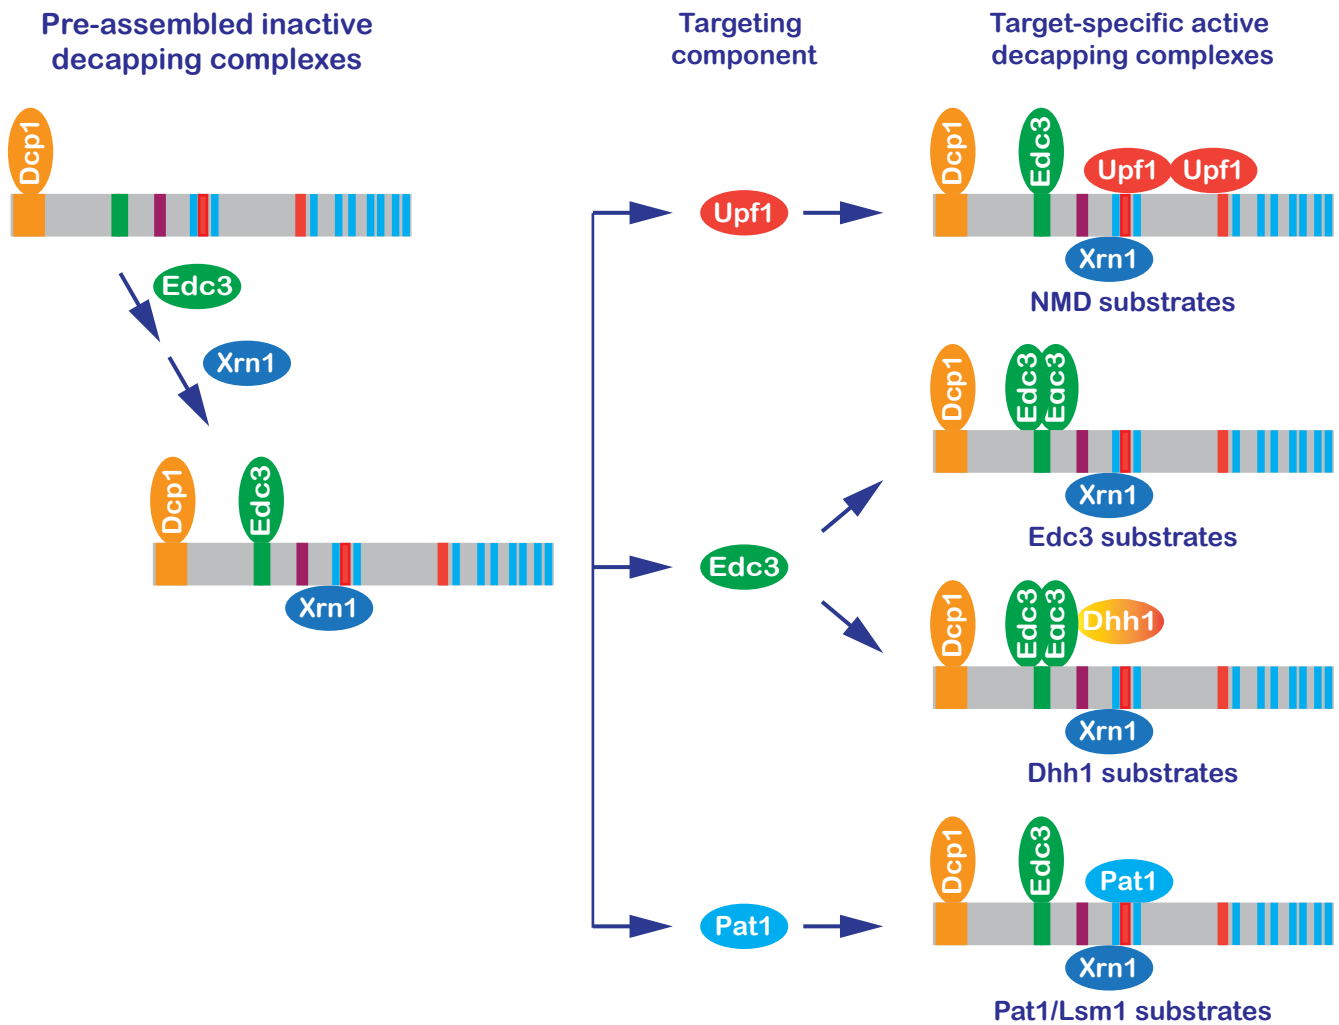 Pre-assembled inactive
decapping complexes
Targeting
component
Target-specific active
decapping complexes
Dcp1
Edc3
Xrn1
Dcp1
Edc3
Xrn1
Upf1
Edc3
Pat1
Dcp1
Edc3
Upf1
Upf1
Xrn1
NMD substrates
Dcp1
Edc3
Eac3
Xrn1
Edc3 substrates
Dcp1
Edc3
Eac3
Dhh1
Xrn1
Dhh1 substrates
Dcp1
Edc3
Pat1
Xrn1
Pat1/Lsm1 substrates